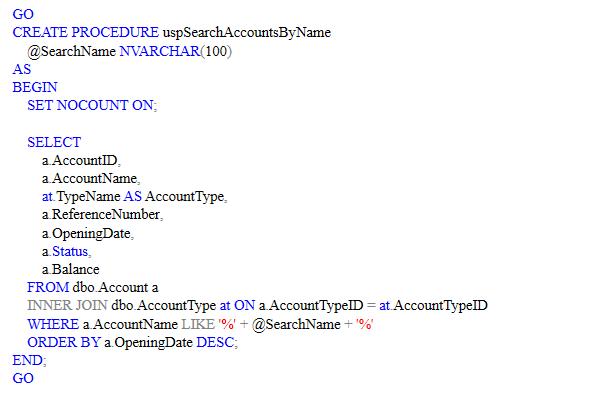 GO
CREATE PROCEDURE uspSearchAccountsByName
@SearchName NVARCHAR(100)
AS
BEGIN
SET NOCOUNT ON;
SELECT
a.AccountID,
a.AccountName,
at.TypeName AS AccountType,
a.ReferenceNumber,
a.OpeningDate,
a.Status,
a.Balance
FROM dbo.Account a
INNER JOIN dbo.AccountType at ON a.AccountTypeID = at.AccountTypeID
WHERE a.AccountName LIKE '%' + @SearchName + '%'
ORDER BY a.OpeningDate DESC;
END;
GO